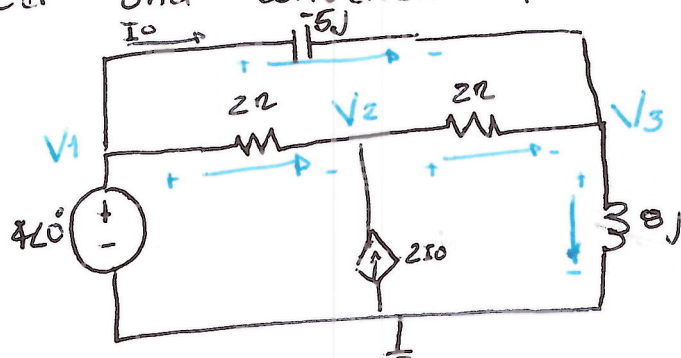 Io
-5J
2Ω
V2
2Ω
V1
V3
+ -
+ -
+ -
+
-
4∠0°
+
-
2Io
8J
+
-